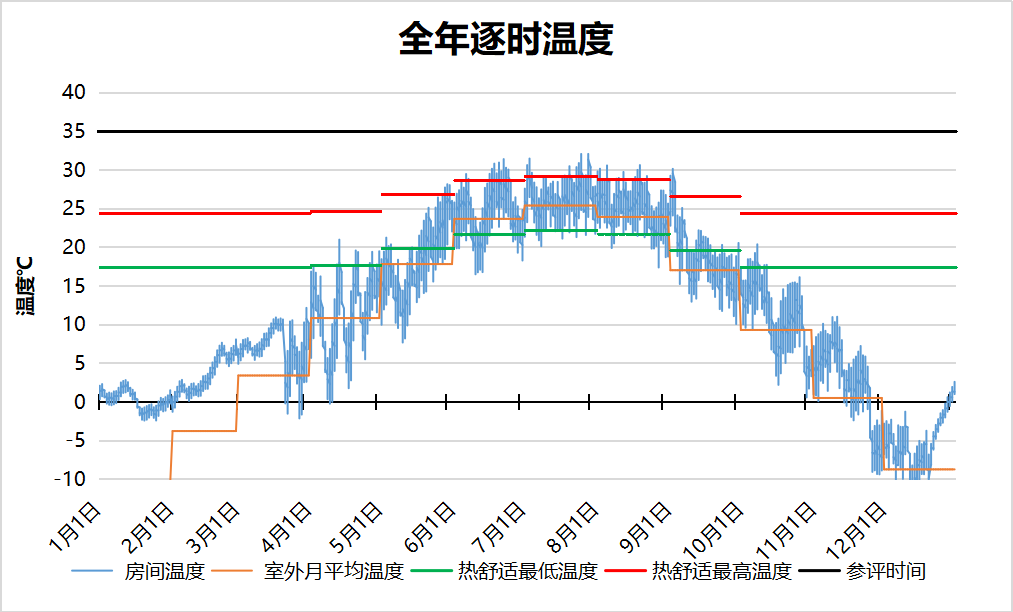 全年逐时温度
40
35
30
25
20
15
10
5
0
-5
-10
温度℃
1月1日
2月1日
3月1日
4月1日
5月1日
6月1日
7月1日
8月1日
9月1日
10月1日
11月1日
12月1日
房间温度 室外月平均温度 热舒适最低温度 热舒适最高温度 参评时间